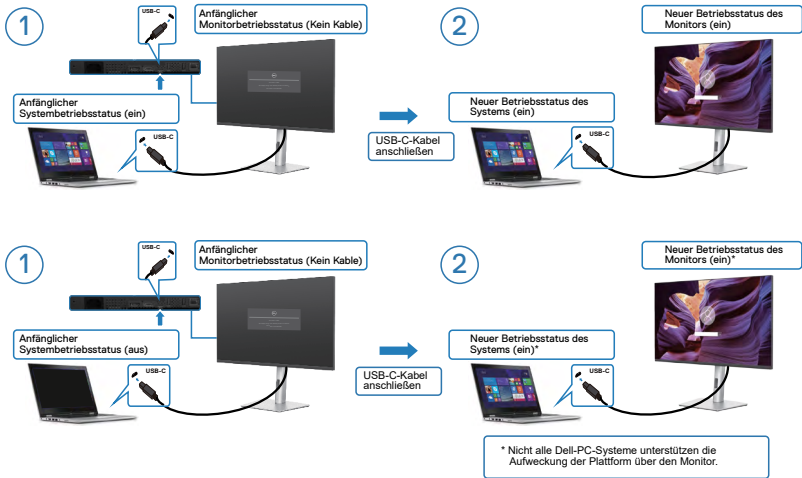 1
USB-C
Anfänglicher
Monitorbetriebsstatus (Kein Kable)
Anfänglicher
Systembetriebsstatus (ein)
USB-C
USB-C-Kabel
anschließen
2
Neuer Betriebsstatus des
Monitors (ein)
Neuer Betriebsstatus des
Systems (ein)
USB-C
1
USB-C
Anfänglicher
Monitorbetriebsstatus (Kein Kable)
Anfänglicher
Systembetriebsstatus (aus)
USB-C
USB-C-Kabel
anschließen
2
Neuer Betriebsstatus des
Monitors (ein)*
Neuer Betriebsstatus des
Systems (ein)*
USB-C
* Nicht alle Dell-PC-Systeme unterstützen die
Aufweckung der Plattform über den Monitor.